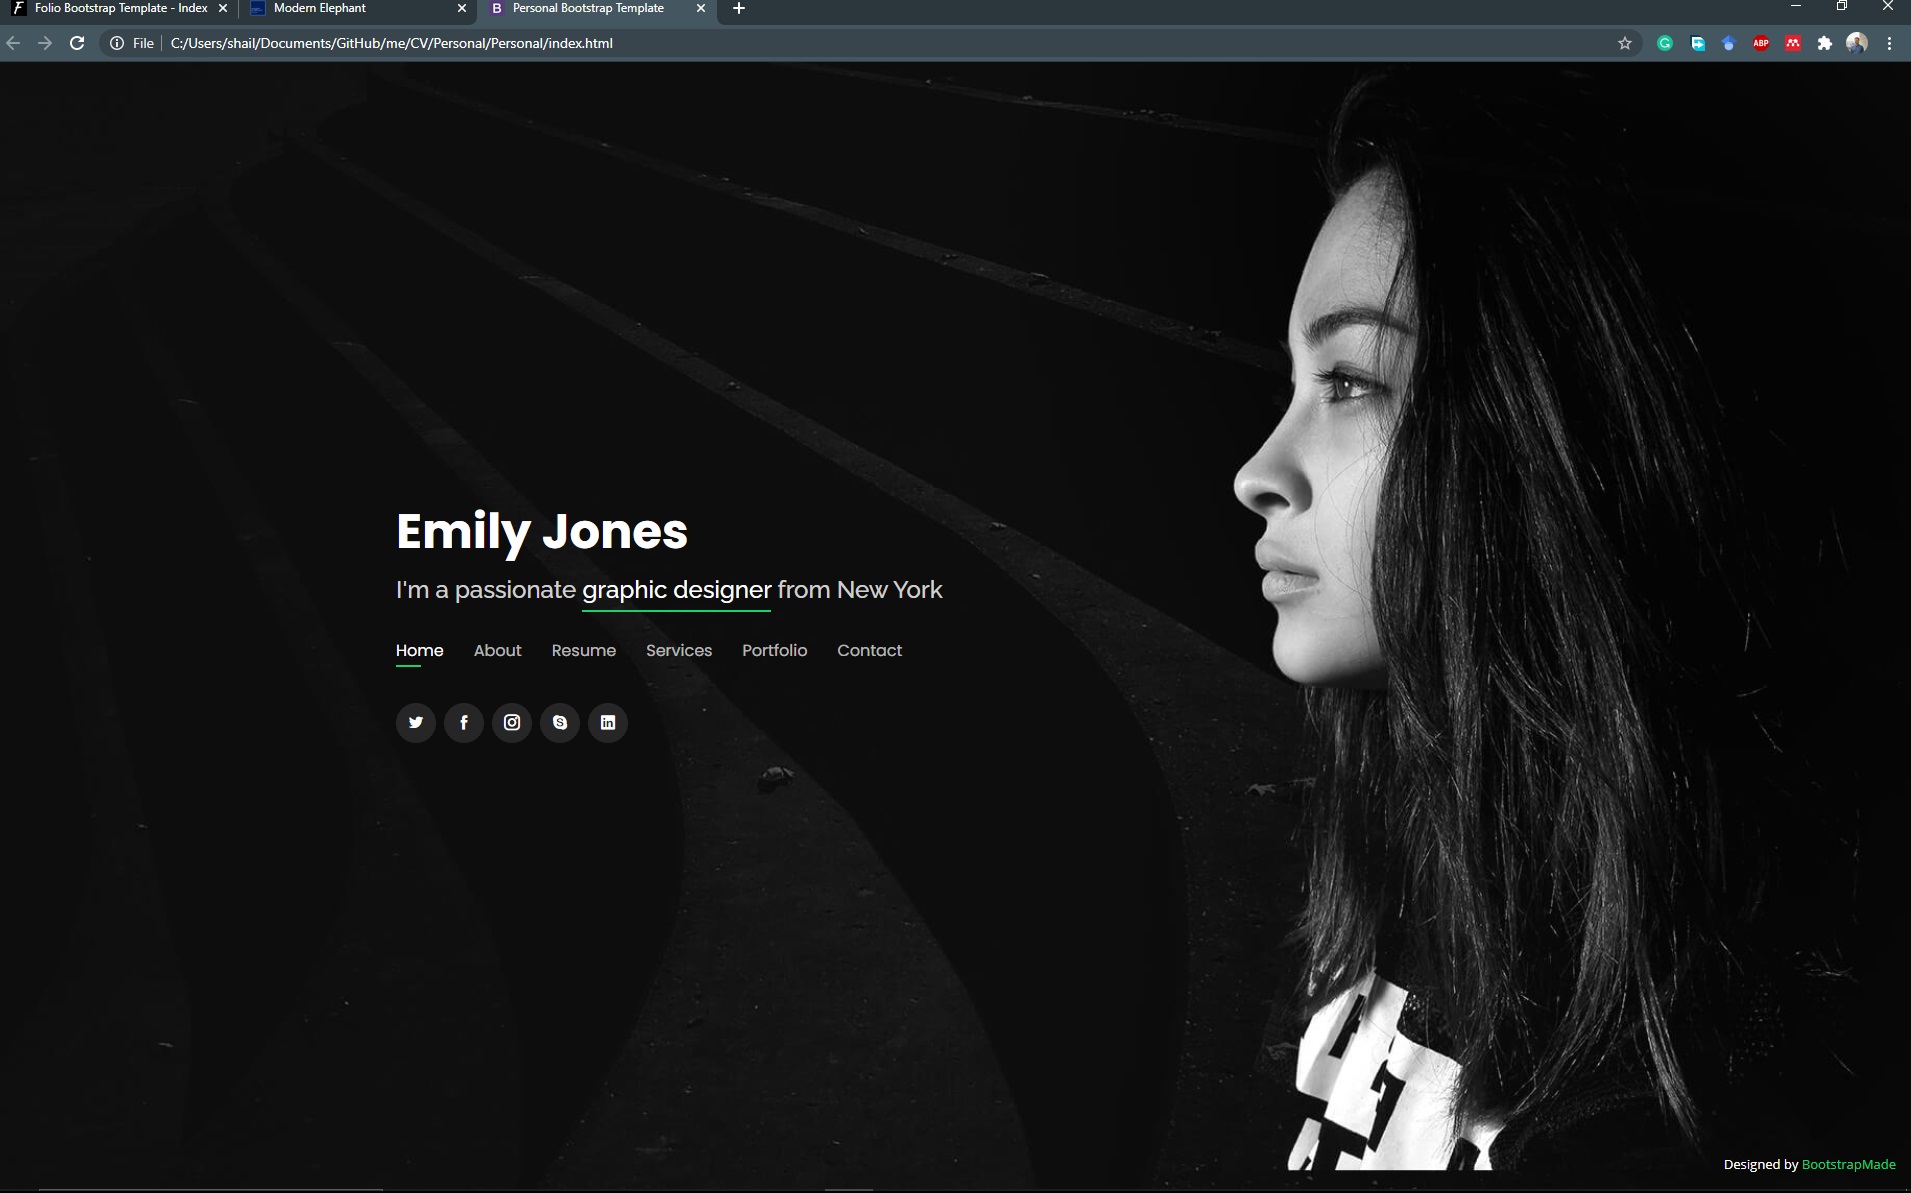 Folio Bootstrap Template - Index
Modern Elephant
Personal Bootstrap Template
File
C:/Users/shail/Documents/GitHub/me/CV/Personal/Personal/index.html
ABP
Emily Jones
I'm a passionate graphic designer from New York
Home About Resume Services Portfolio Contact
Designed by BootstrapMade